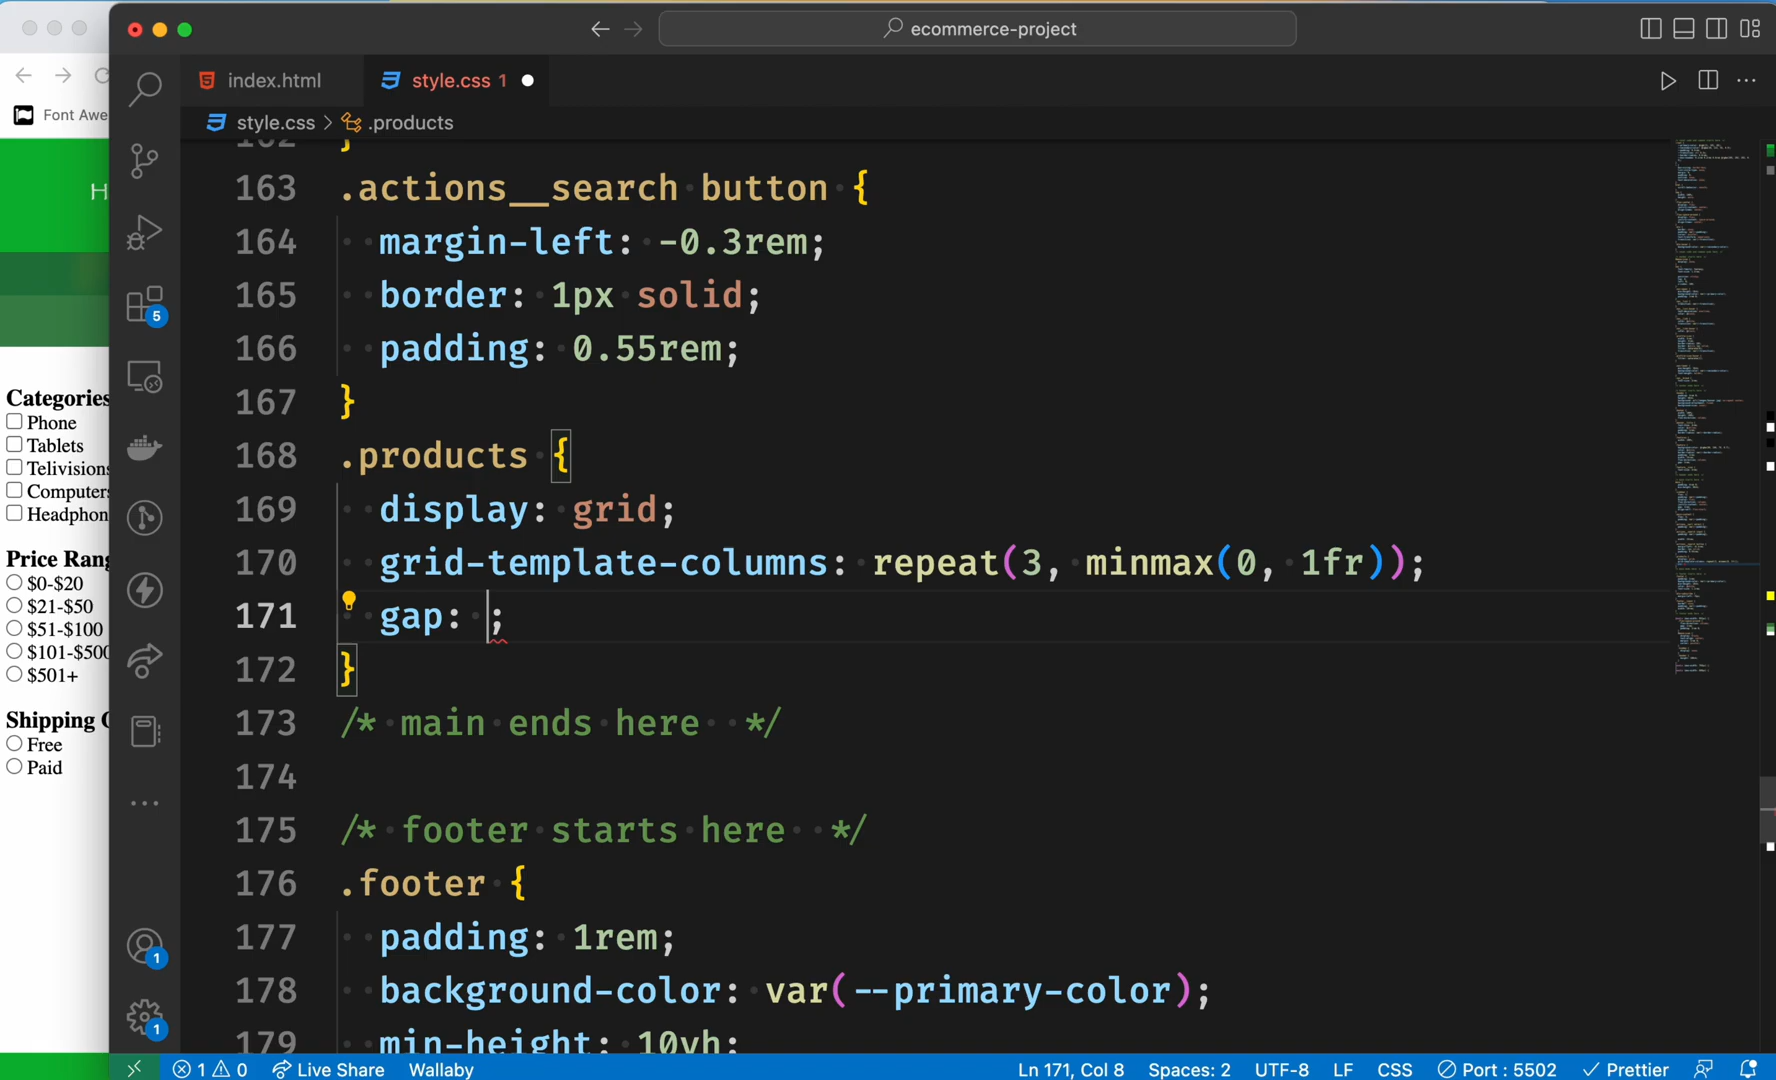 ecommerce-project
index.html
style.css 1
style.css > .products
Font Awe
H
Categories
Phone
Tablets
Telivisions
Computers
Headphon
Price Rang
$0-$20
$21-$50
$51-$100
$101-$500
$501+
Shipping O
Free
Paid
5
1
1
162 }
163 .actions__search button {
164 margin-left: -0.3rem;
165 border: 1px solid;
166 padding: 0.55rem;
167 }
168 .products {
169 display: grid;
170 grid-template-columns: repeat(3, minmax(0, 1fr));
171 gap: ;
172 }
173 /* main ends here */
174
175 /* footer starts here */
176 .footer {
177 padding: 1rem;
178 background-color: var(--primary-color);
179 min-height: 10vh;
1 0 Live Share Wallaby Ln 171, Col 8 Spaces: 2 UTF-8 LF CSS Port : 5502 Prettier